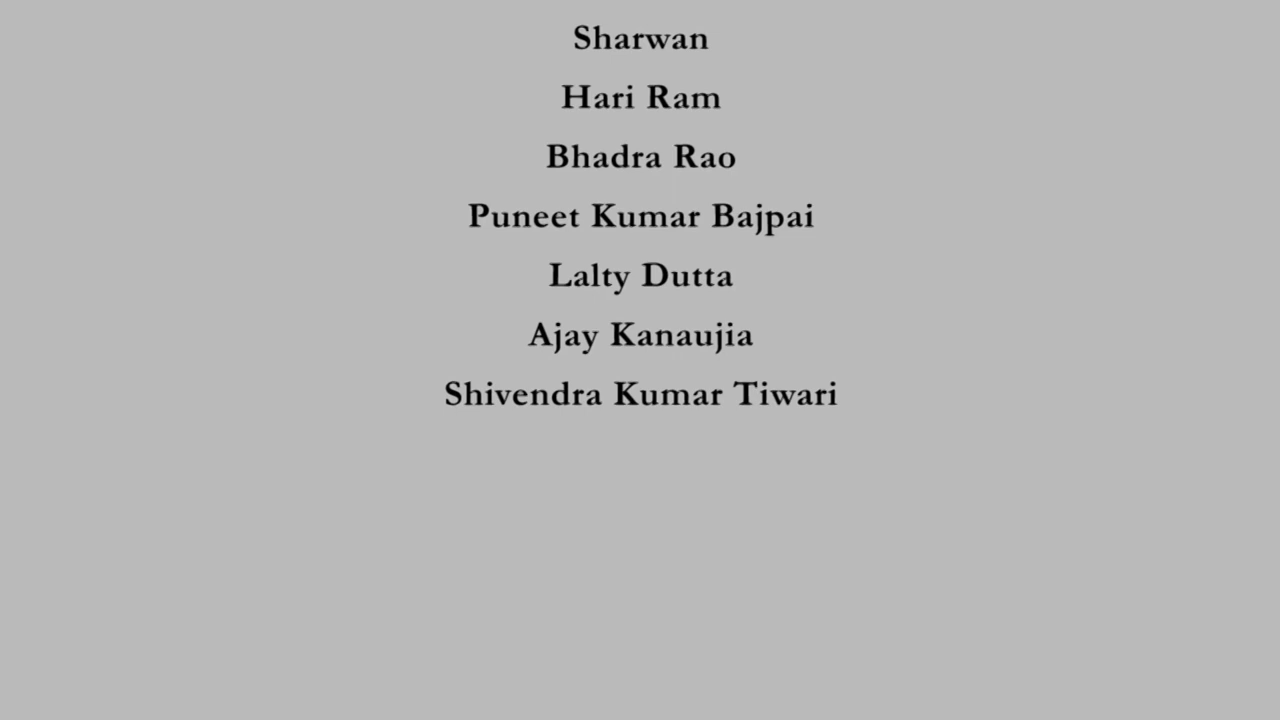 Sharwan
Hari Ram
Bhadra Rao
Puneet Kumar Bajpai
Lalty Dutta
Ajay Kanaujia
Shivendra Kumar Tiwari